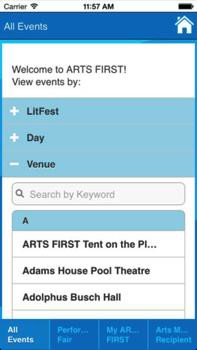 Carrier 11:57 AM
All Events
Welcome to ARTS FIRST!
View events by:
+ LitFest
+ Day
− Venue
Search by Keyword
A
ARTS FIRST Tent on the Pl...
Adams House Pool Theatre
Adolphus Busch Hall
All Events
Perfor... Fair
My AR... FIRST
Arts M... Recipient